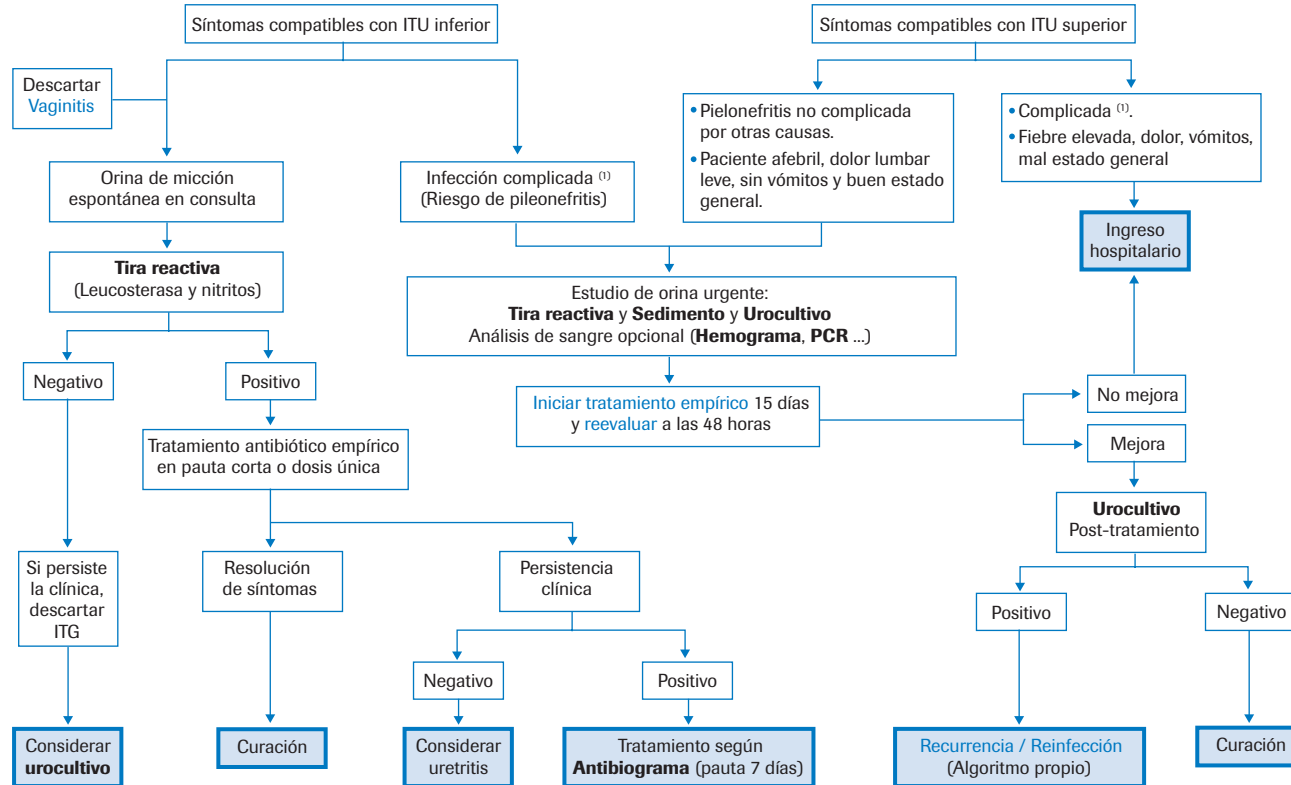 Síntomas compatibles con ITU inferior
Síntomas compatibles con ITU superior
Descartar
Vaginitis
Orina de micción
espontánea en consulta
Infección complicada (1)
(Riesgo de pileonefritis)
• Pielonefritis no complicada
por otras causas.
• Paciente afebril, dolor lumbar
leve, sin vómitos y buen estado
general.
• Complicada (1).
• Fiebre elevada, dolor, vómitos,
mal estado general
Ingreso
hospitalario
Tira reactiva
(Leucosterasa y nitritos)
Estudio de orina urgente:
Tira reactiva y Sedimento y Urocultivo
Análisis de sangre opcional (Hemograma, PCR ...)
Negativo
Positivo
Iniciar tratamiento empírico 15 días
y reevaluar a las 48 horas
No mejora
Mejora
Tratamiento antibiótico empírico
en pauta corta o dosis única
Urocultivo
Post-tratamiento
Si persiste
la clínica,
descartar
ITG
Resolución
de síntomas
Persistencia
clínica
Positivo
Negativo
Negativo
Positivo
Considerar
urocultivo
Curación
Considerar
uretritis
Tratamiento según
Antibiograma (pauta 7 días)
Recurrencia / Reinfección
(Algoritmo propio)
Curación